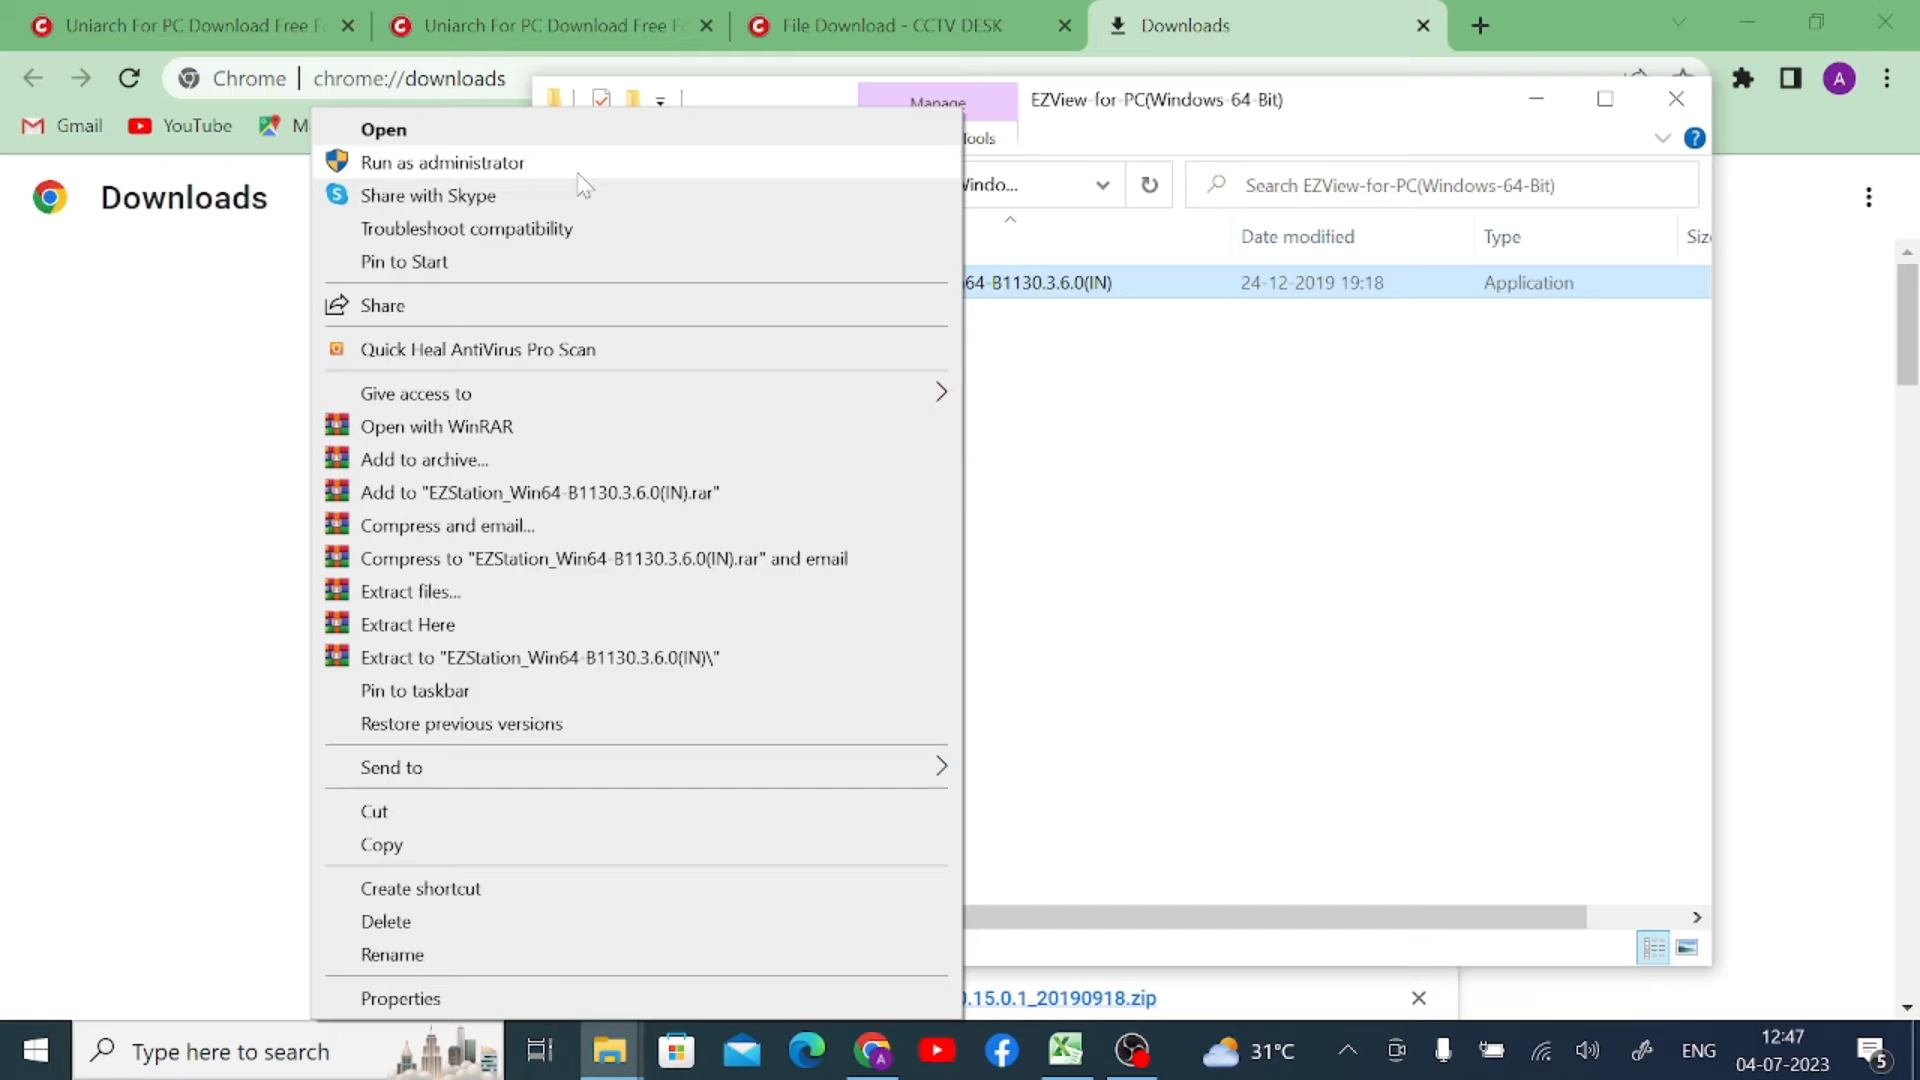 Uniarch For PC Download Free F
Uniarch For PC Download Free F
File Download - CCTV DESK
Downloads
Chrome | chrome://downloads
Manage
EZView-for-PC(Windows-64-Bit)
Gmail
YouTube
M
Tools
Open
Run as administrator
Share with Skype
Troubleshoot compatibility
Pin to Start
Share
Quick Heal AntiVirus Pro Scan
Give access to
Open with WinRAR
Add to archive...
Add to "EZStation_Win64-B1130.3.6.0(IN).rar"
Compress and email...
Compress to "EZStation_Win64-B1130.3.6.0(IN).rar" and email
Extract files...
Extract Here
Extract to "EZStation_Win64-B1130.3.6.0(IN)\"
Pin to taskbar
Restore previous versions
Send to
Cut
Copy
Create shortcut
Delete
Rename
Properties
Downloads
Windo...
Search EZView-for-PC(Windows-64-Bit)
Date modified
Type
Siz
64-B1130.3.6.0(IN)
24-12-2019 19:18
Application
.15.0.1_20190918.zip
A
Type here to search
A
31°C
ENG
12:47
04-07-2023
5